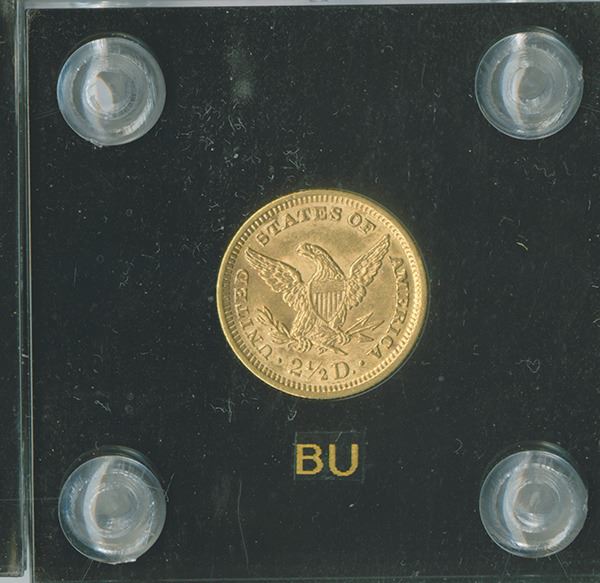 UNITED STATES OF AMERICA
· 2½ D. ·
BU